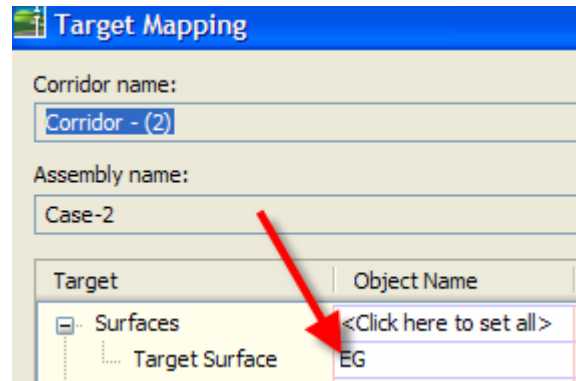 Target Mapping
Corridor name:
Corridor - (2)
Assembly name:
Case-2
Target Object Name
Surfaces <Click here to set all>
Target Surface EG